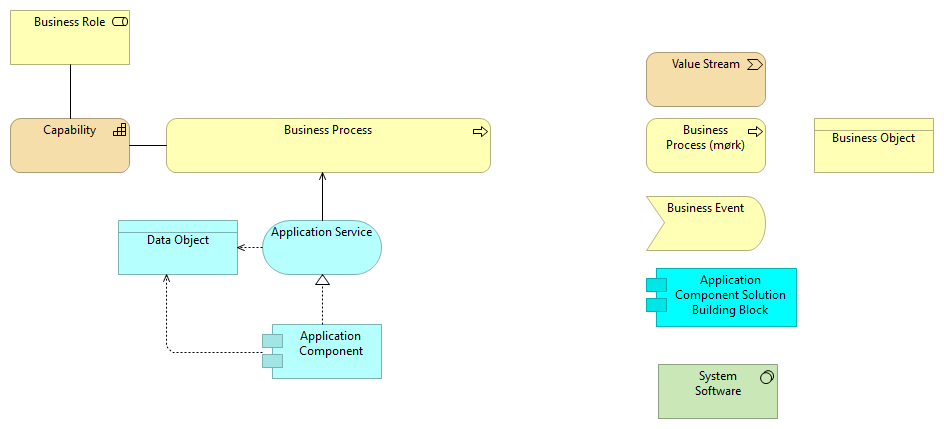 Business Role
Capability
Business Process
Data Object
Application Service
Application
Component
Value Stream
Business
Process (mørk)
Business Object
Business Event
Application
Component Solution
Building Block
System
Software